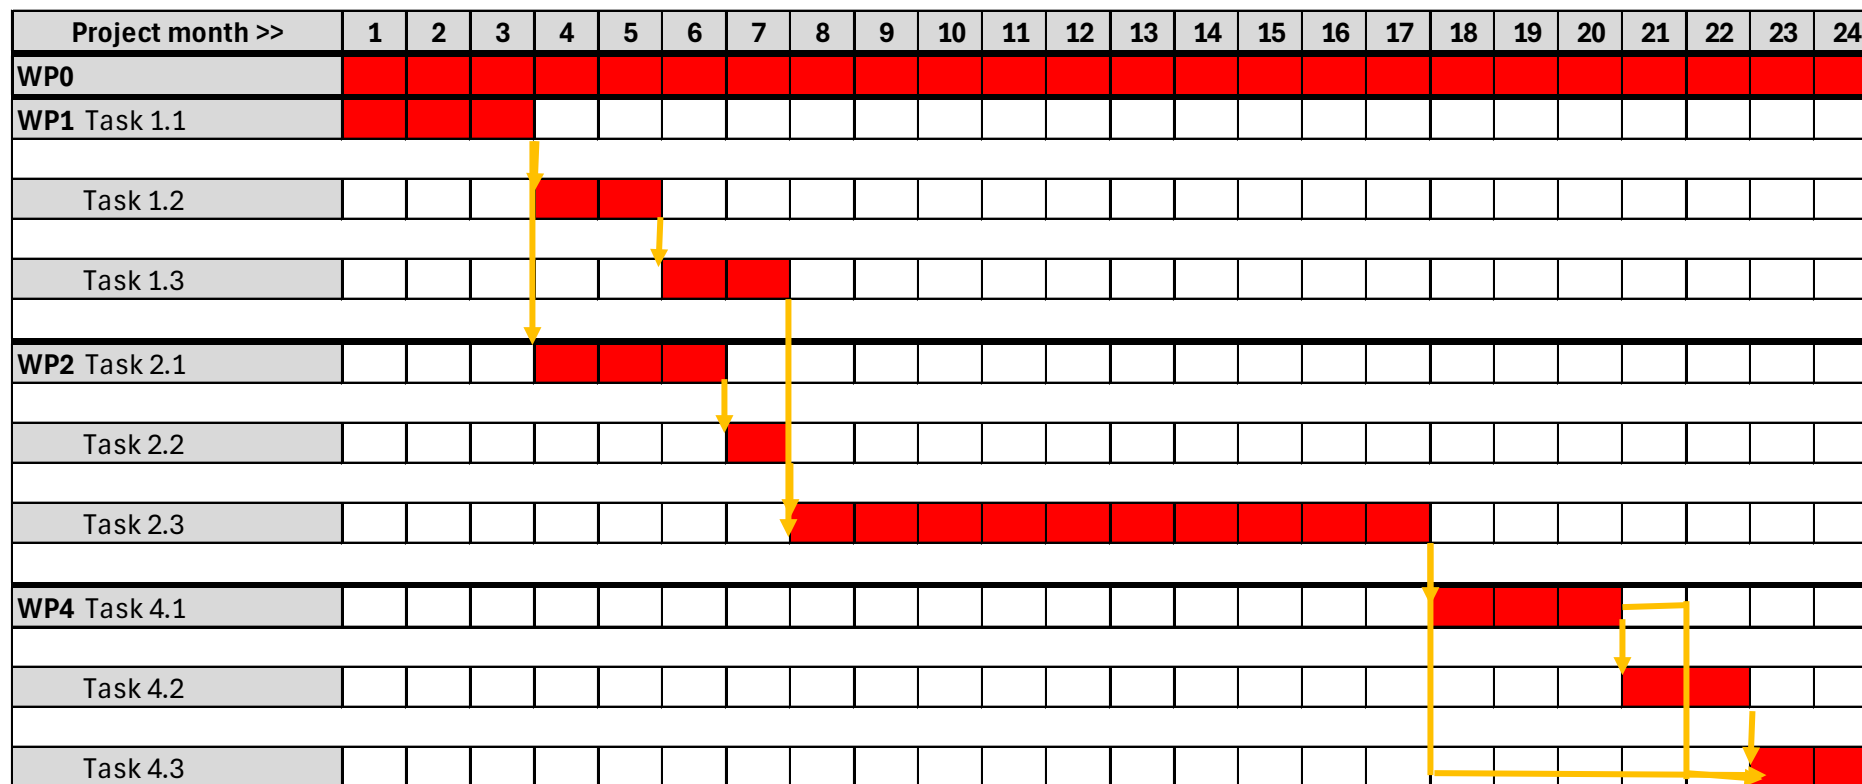 Project month >> 1 2 3 4 5 6 7 8 9 10 11 12 13 14 15 16 17 18 19 20 21 22 23 24
WP0
WP1 Task 1.1
Task 1.2
Task 1.3
WP2 Task 2.1
Task 2.2
Task 2.3
WP4 Task 4.1
Task 4.2
Task 4.3